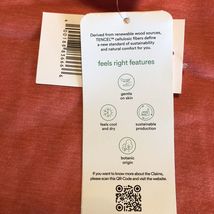 Derived from renewable wood sources,
TENCEL™ cellulosic fibers define
a new standard of sustainability
and natural comfort for you.
feels right features
gentle
on skin
feels cool
and dry
sustainable
production
botanic
origin
If you want to know more about the Claims,
please scan this QR-Code and visit the website.